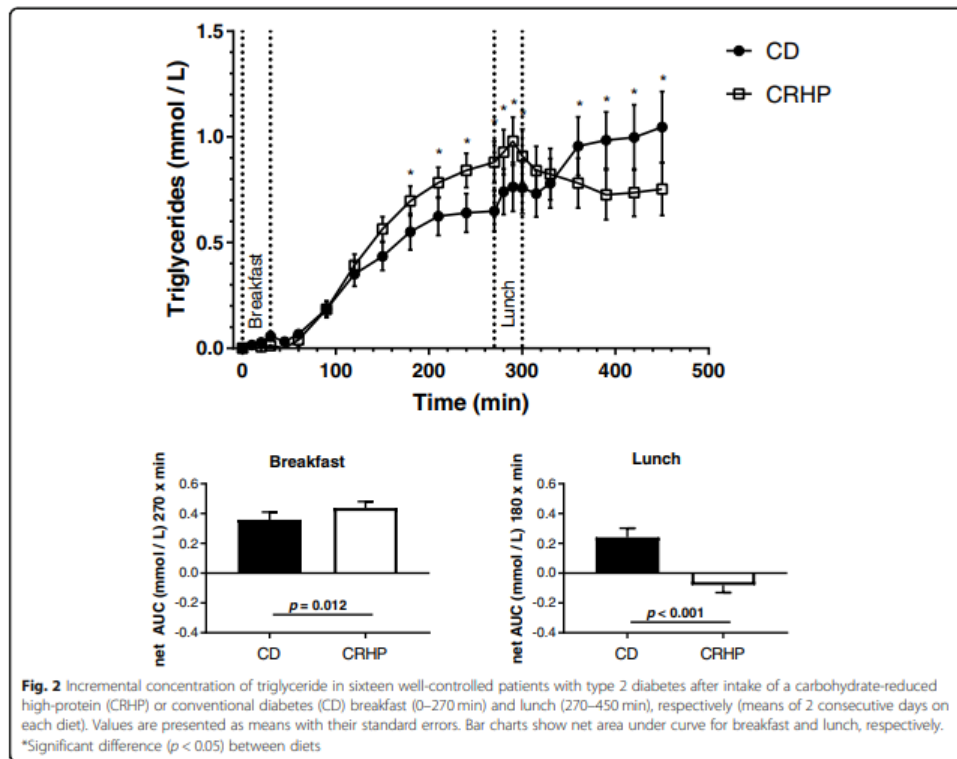 1.5
1.0
0.5
0.0
Triglycerides (mmol / L)
Breakfast
Lunch
* * * * * * * * * * *
CD
CRHP
0 100 200 300 400 500
Time (min)
Breakfast
net AUC (mmol / L) 270 x min
0.6
0.4
0.2
0.0
-0.2
-0.4
p = 0.012
CD CRHP
Lunch
net AUC (mmol / L) 180 x min
0.6
0.4
0.2
0.0
-0.2
-0.4
p < 0.001
CD CRHP
Fig. 2 Incremental concentration of triglyceride in sixteen well-controlled patients with type 2 diabetes after intake of a carbohydrate-reduced
high-protein (CRHP) or conventional diabetes (CD) breakfast (0–270 min) and lunch (270–450 min), respectively (means of 2 consecutive days on
each diet). Values are presented as means with their standard errors. Bar charts show net area under curve for breakfast and lunch, respectively.
*Significant difference (p < 0.05) between diets